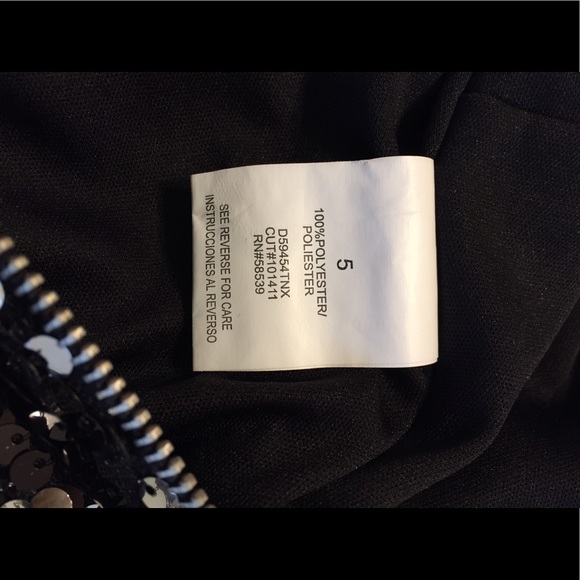 5
100%POLYESTER/
POLIESTER
D59454TNX
CUT#101411
RN#58539
SEE REVERSE FOR CARE
INSTRUCCIONES AL REVERSO